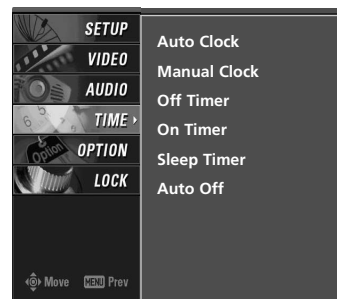 SETUP
VIDEO
AUDIO
TIME
OPTION
LOCK
Move MENU Prev
Auto Clock
Manual Clock
Off Timer
On Timer
Sleep Timer
Auto Off